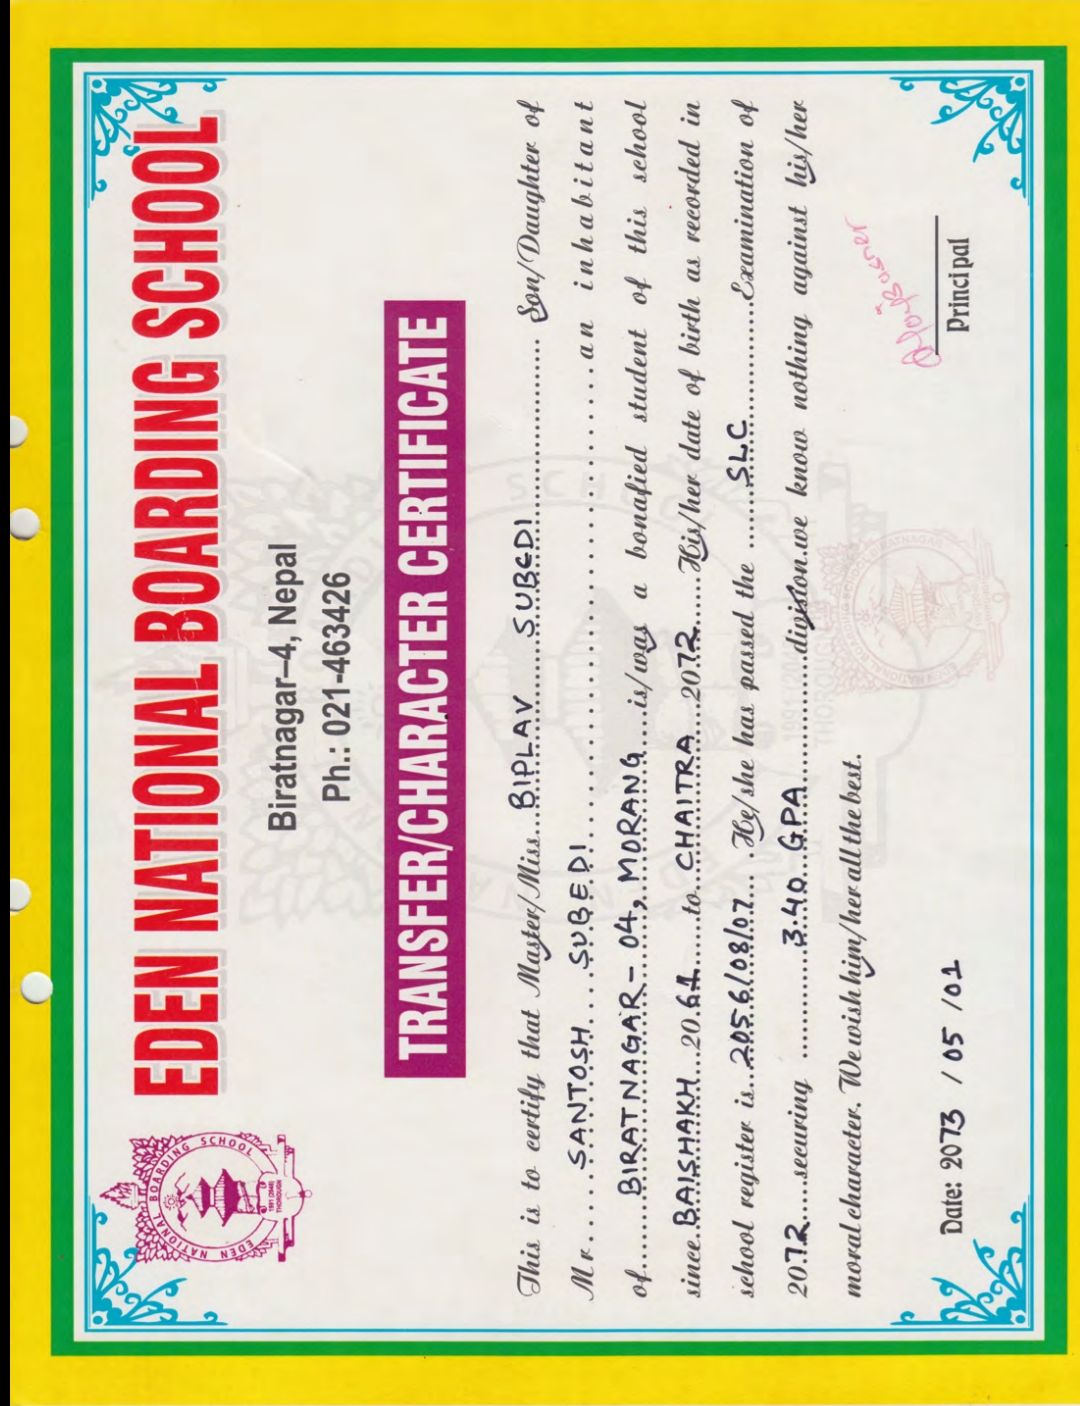 EDEN NATIONAL BOARDING SCHOOL
Biratnagar–4, Nepal
Ph.: 021-463426
TRANSFER/CHARACTER CERTIFICATE
This is to certify that Master/Miss...BIPLAV SUBEDI.................... Son/Daughter of
Mr......SANTOSH....SUBEDI.............................................an inhabitant
of.........BIRATNAGAR-04, MORANG....is/was a bonafied student of this school
since..BAISHAKH...2061......to CHAITRA...2072......His/her date of birth as recorded in
school register is...2056/08/07... .He/she has passed the ........SLC............Examination of
2072.....securing ..............3.40..GPA..............division.we know nothing against his/her
moral character. We wish him/her all the best.
Date: 2073 /05 /01
Principal
EDEN NATIONAL BOARDING SCHOOL
1991 (2048)
THOROUGH